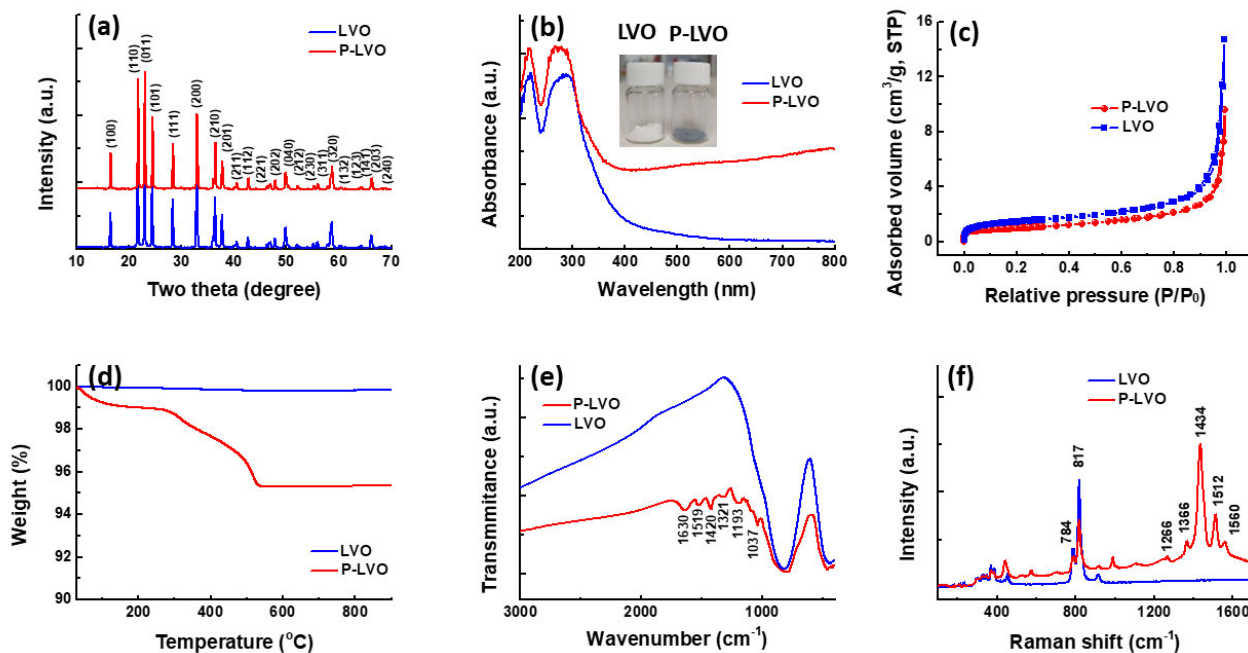 (a)
LVO
P-LVO
(100)
(110)
(011)
(101)
(111)
(200)
(210)
(201)
(211)
(112)
(221)
(202)
(040)
(212)
(230)
(311)
(320)
(132)
(123)
(141)
(203)
(240)
Intensity (a.u.)
10 20 30 40 50 60 70
Two theta (degree)
(b)
LVO P-LVO
LVO
P-LVO
Absorbance (a.u.)
200 300 400 500 600 700 800
Wavelength (nm)
(c)
P-LVO
LVO
Adsorbed volume (cm³/g, STP)
16
12
8
4
0
0.0 0.2 0.4 0.6 0.8 1.0
Relative pressure (P/P₀)
(d)
Weight (%)
100
98
96
94
92
90
LVO
P-LVO
200 400 600 800
Temperature (°C)
(e)
P-LVO
LVO
1630
1519
1420
1321
1193
1037
Transmmitance (a.u.)
3000 2000 1000
Wavenumber (cm⁻¹)
(f)
LVO
P-LVO
784
817
1266
1366
1434
1512
1560
Intensity (a.u.)
400 800 1200 1600
Raman shift (cm⁻¹)